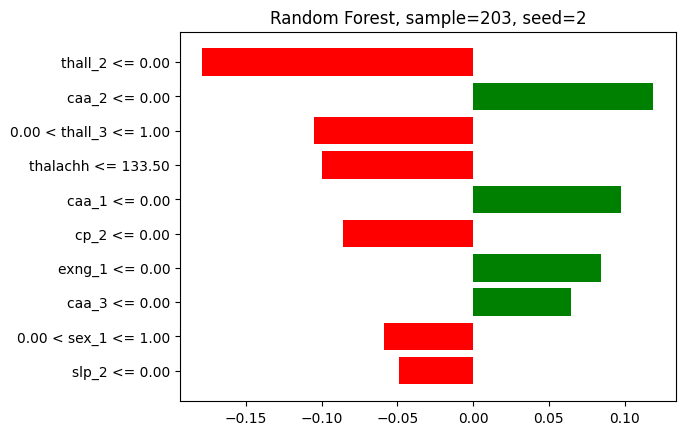 Random Forest, sample=203, seed=2
thall_2 <= 0.00
caa_2 <= 0.00
0.00 < thall_3 <= 1.00
thalachh <= 133.50
caa_1 <= 0.00
cp_2 <= 0.00
exng_1 <= 0.00
caa_3 <= 0.00
0.00 < sex_1 <= 1.00
slp_2 <= 0.00
−0.15 −0.10 −0.05 0.00 0.05 0.10